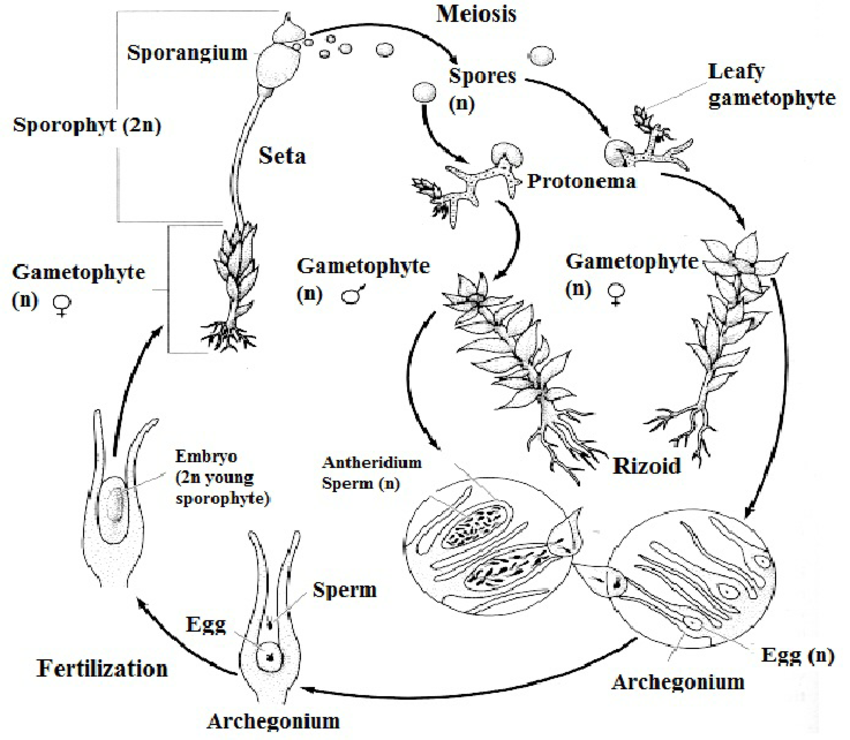 Meiosis
Sporangium
Spores
(n)
Leafy
gametophyte
Sporophyt (2n)
Seta
Protonema
Gametophyte
(n) ♀
Gametophyte
(n) ♂
Gametophyte
(n) ♀
Embryo
(2n young
sporophyte)
Antheridium
Sperm (n)
Rizoid
Sperm
Egg
Egg (n)
Fertilization
Archegonium
Archegonium